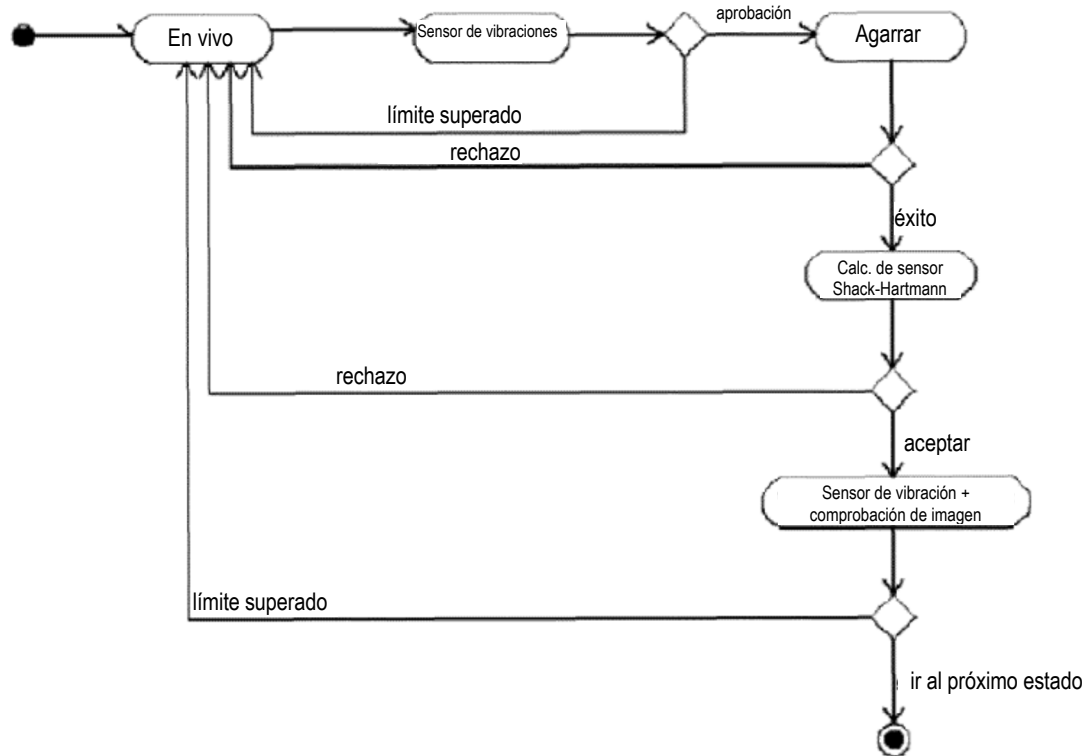 aprobación
En vivo
Sensor de vibraciones
Agarrar
límite superado
rechazo
éxito
Calc. de sensor
Shack-Hartmann
rechazo
aceptar
Sensor de vibración +
comprobación de imagen
límite superado
ir al próximo estado